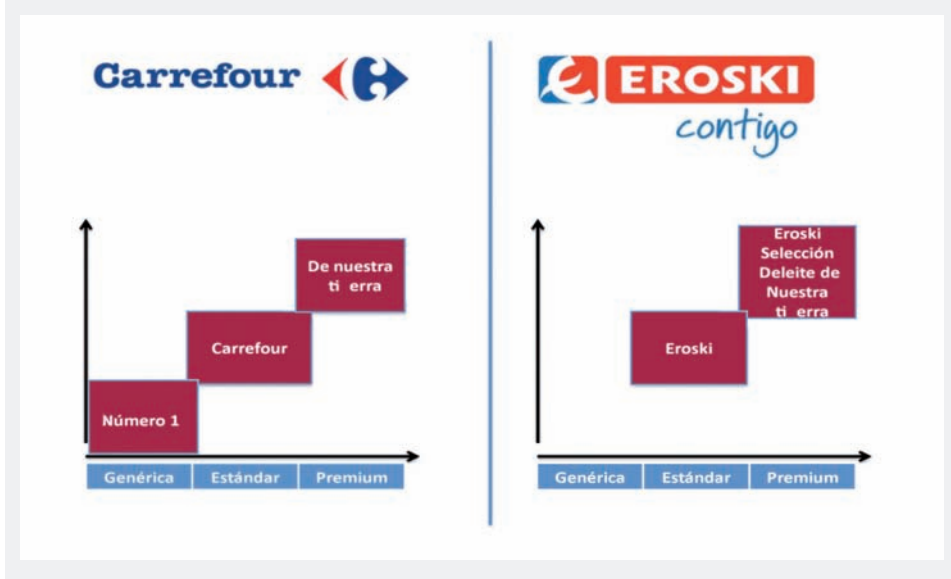 Carrefour
EROSKI
contigo
De nuestra
ti erra
Carrefour
Número 1
Genérica Estándar Premium
Eroski
Selección
Deleite de
Nuestra
ti erra
Eroski
Genérica Estándar Premium